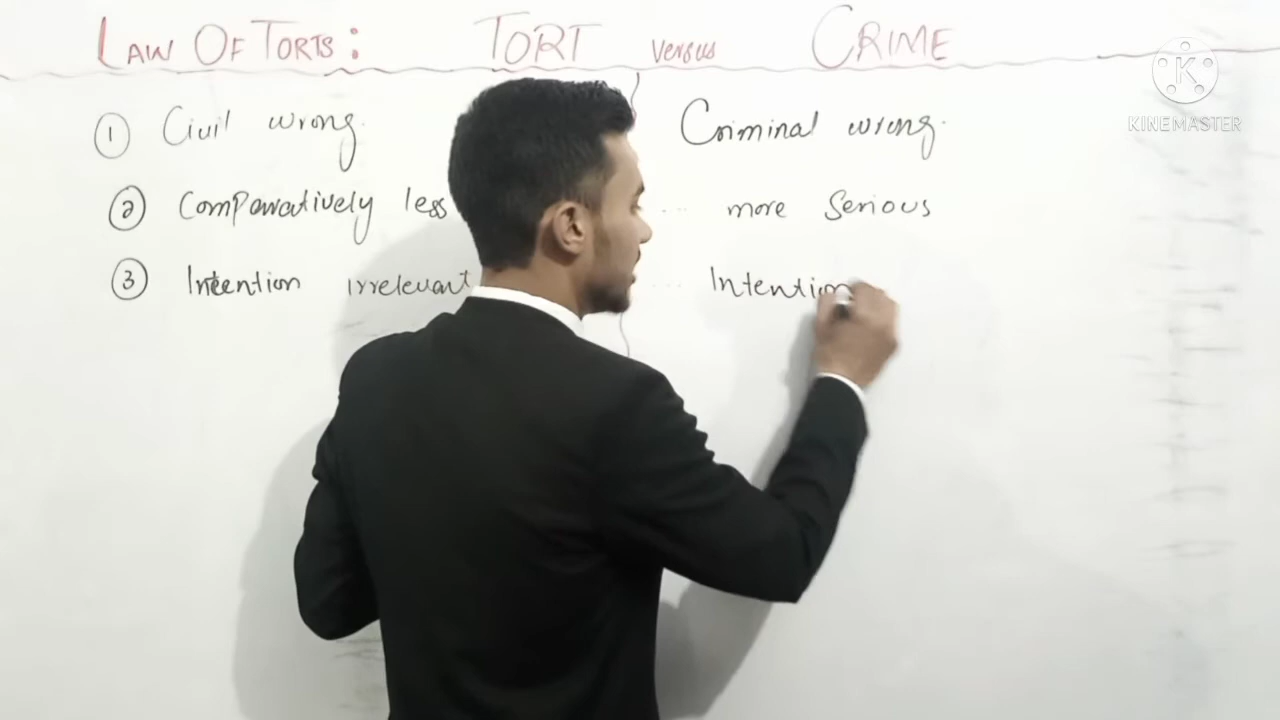 LAW OF TORTS: TORT versus CRIME
K
KINEMASTER
① Civil wrong. Criminal wrong.
② Comparatively less ... more Serious
③ Intention irrelevant ... Intention